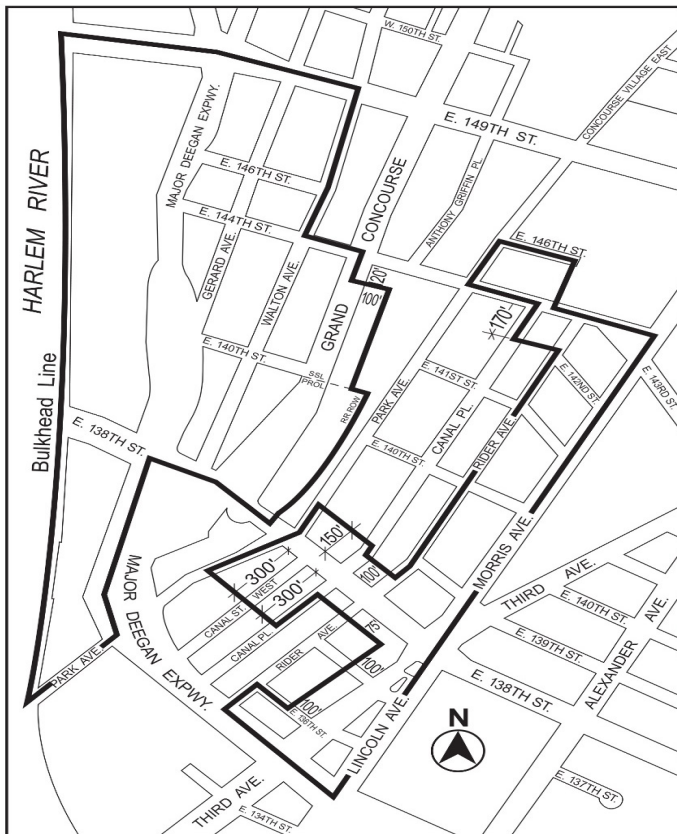 W. 150TH ST.
CONCOURSE VILLAGE EAST
MAJOR DEEGAN EXPWY.
E. 149TH ST.
HARLEM RIVER
E. 146TH ST.
CONCOURSE
ANTHONY GRIFFIN PL.
E. 144TH ST.
E. 146TH ST.
GERARD AVE.
WALTON AVE.
20'
100'
GRAND
170'
Bulkhead Line
E. 140TH ST.
SSL
PROL
E. 141ST ST.
E. 142ND ST.
E. 143RD ST.
RR ROW
PARK AVE.
CANAL PL.
RIDER AVE.
E. 138TH ST.
E. 140TH ST.
150'
MORRIS AVE.
MAJOR DEEGAN EXPWY.
300'
100'
THIRD AVE.
WEST
300'
CANAL ST.
E. 140TH ST.
AVE.
75
CANAL PL.
RIDER AVE.
E. 139TH ST.
ALEXANDER
100'
PARK AVE.
E. 138TH ST.
100'
E. 136TH ST.
LINCOLN AVE.
N
E. 137TH ST.
THIRD AVE.
E. 134TH ST.